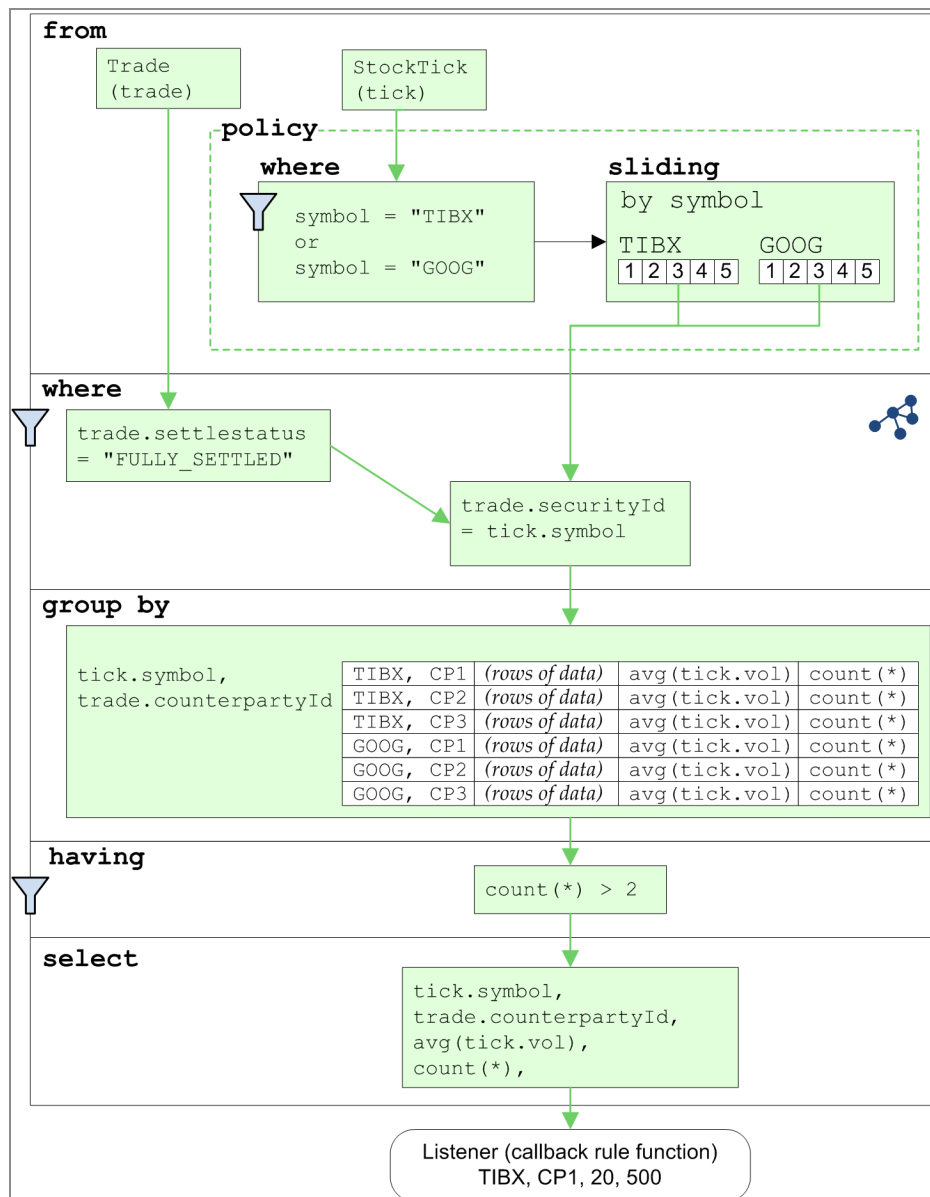 from
Trade
(trade)
StockTick
(tick)
policy
where
symbol = "TIBX"
or
symbol = "GOOG"
sliding
by symbol
TIBX GOOG
1 2 3 4 5 1 2 3 4 5
where
trade.settlestatus
= "FULLY_SETTLED"
trade.securityId
= tick.symbol
group by
tick.symbol,
trade.counterpartyId
TIBX, CP1 (rows of data) avg(tick.vol) count(*)
TIBX, CP2 (rows of data) avg(tick.vol) count(*)
TIBX, CP3 (rows of data) avg(tick.vol) count(*)
GOOG, CP1 (rows of data) avg(tick.vol) count(*)
GOOG, CP2 (rows of data) avg(tick.vol) count(*)
GOOG, CP3 (rows of data) avg(tick.vol) count(*)
having
count(*) > 2
select
tick.symbol,
trade.counterpartyId,
avg(tick.vol),
count(*),
Listener (callback rule function)
TIBX, CP1, 20, 500